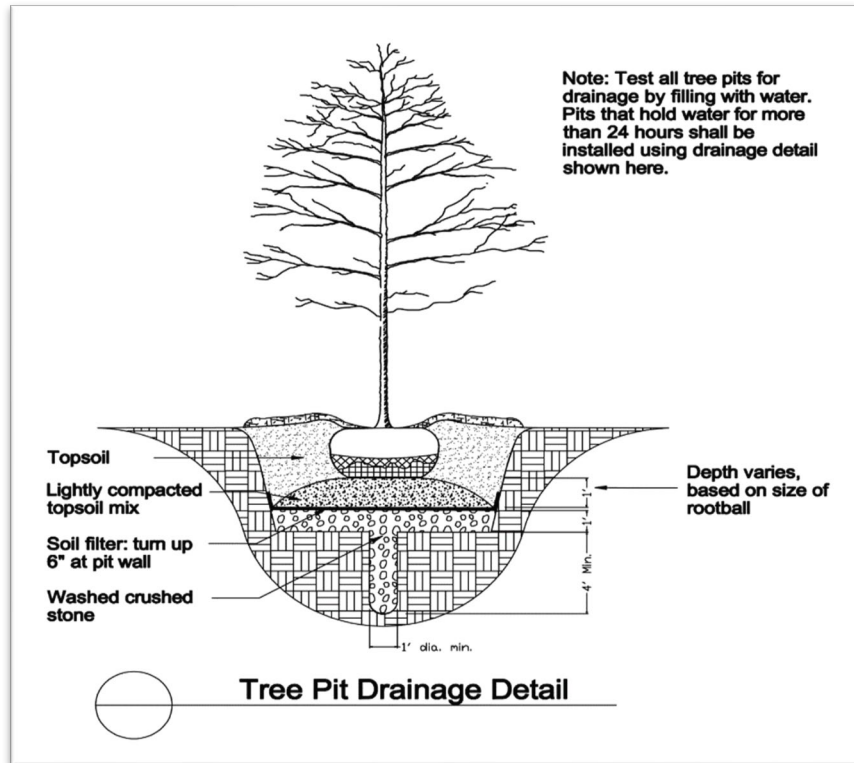 Note: Test all tree pits for
drainage by filling with water.
Pits that hold water for more
than 24 hours shall be
installed using drainage detail
shown here.
Topsoil
Lightly compacted
topsoil mix
Soil filter: turn up
6" at pit wall
Washed crushed
stone
Depth varies,
based on size of
rootball
1'
1'
4' Min.
1' dia. min.
Tree Pit Drainage Detail